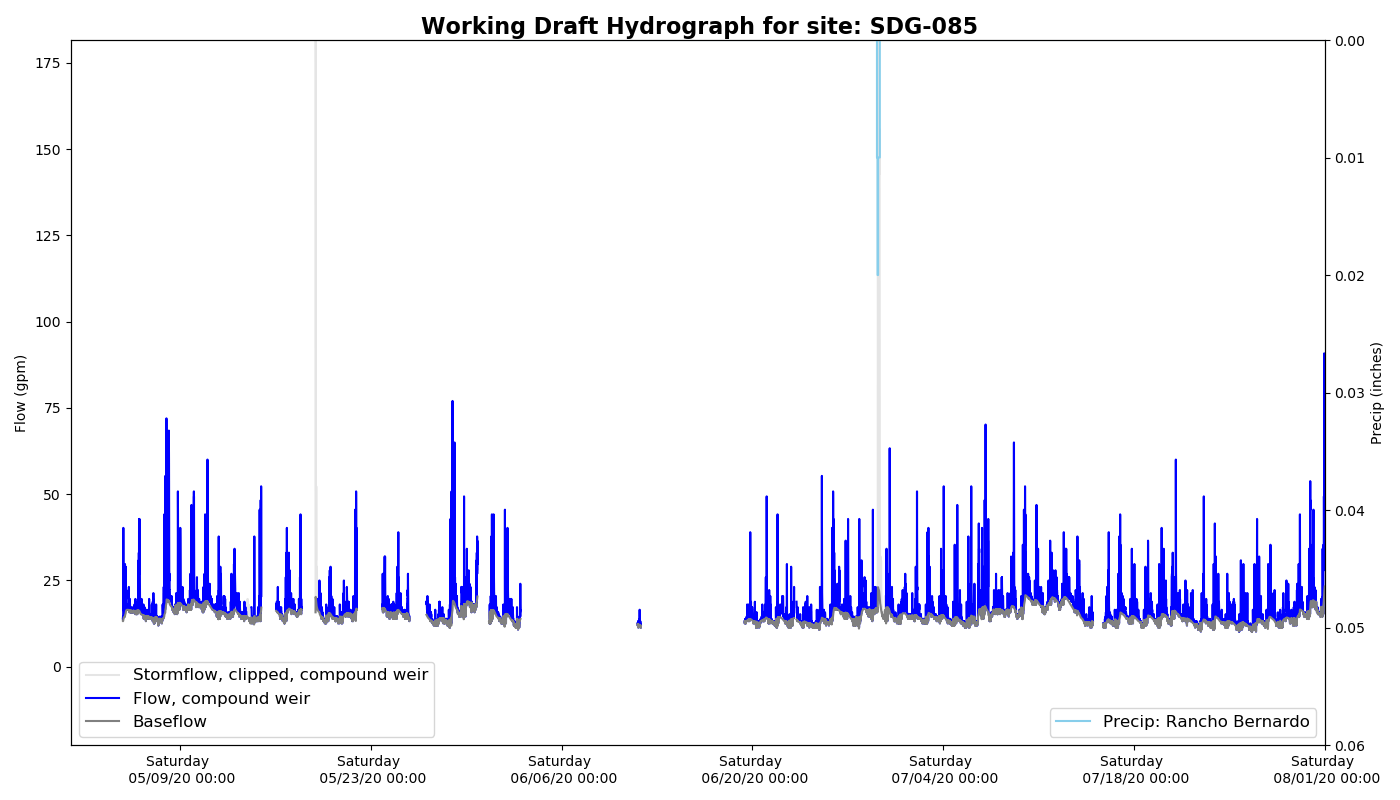 Working Draft Hydrograph for site: SDG-085
175
150
125
100
75
50
25
0
Flow (gpm)
0.00
0.01
0.02
0.03
0.04
0.05
0.06
Precip (inches)
Stormflow, clipped, compound weir
Flow, compound weir
Baseflow
Precip: Rancho Bernardo
Saturday
05/09/20 00:00
Saturday
05/23/20 00:00
Saturday
06/06/20 00:00
Saturday
06/20/20 00:00
Saturday
07/04/20 00:00
Saturday
07/18/20 00:00
Saturday
08/01/20 00:00